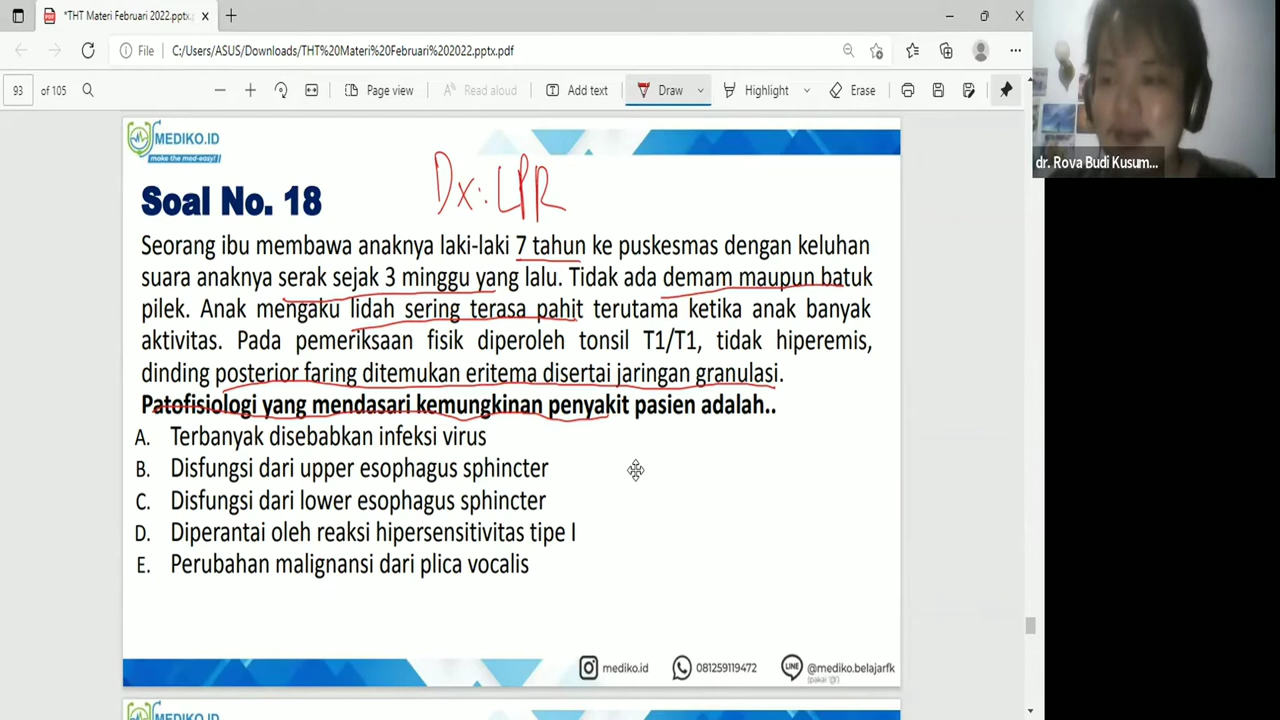 *THT Materi Februari 2022.pptx.p
File
C:/Users/ASUS/Downloads/THT%20Materi%20Februari%202022.pptx.pdf
93 of 105
Page view
Read aloud
Add text
Draw
Highlight
Erase
dr. Rova Budi Kusum...
MEDIKO.ID
make the med-easy!
Dx: LPR
Soal No. 18
Seorang ibu membawa anaknya laki-laki 7 tahun ke puskesmas dengan keluhan
suara anaknya serak sejak 3 minggu yang lalu. Tidak ada demam maupun batuk
pilek. Anak mengaku lidah sering terasa pahit terutama ketika anak banyak
aktivitas. Pada pemeriksaan fisik diperoleh tonsil T1/T1, tidak hiperemis,
dinding posterior faring ditemukan eritema disertai jaringan granulasi.
Patofisiologi yang mendasari kemungkinan penyakit pasien adalah..
A. Terbanyak disebabkan infeksi virus
B. Disfungsi dari upper esophagus sphincter
C. Disfungsi dari lower esophagus sphincter
D. Diperantai oleh reaksi hipersensitivitas tipe I
E. Perubahan malignansi dari plica vocalis
mediko.id
081259119472
LINE
@mediko.belajarfk
(pakai '@')
MEDIKO.ID